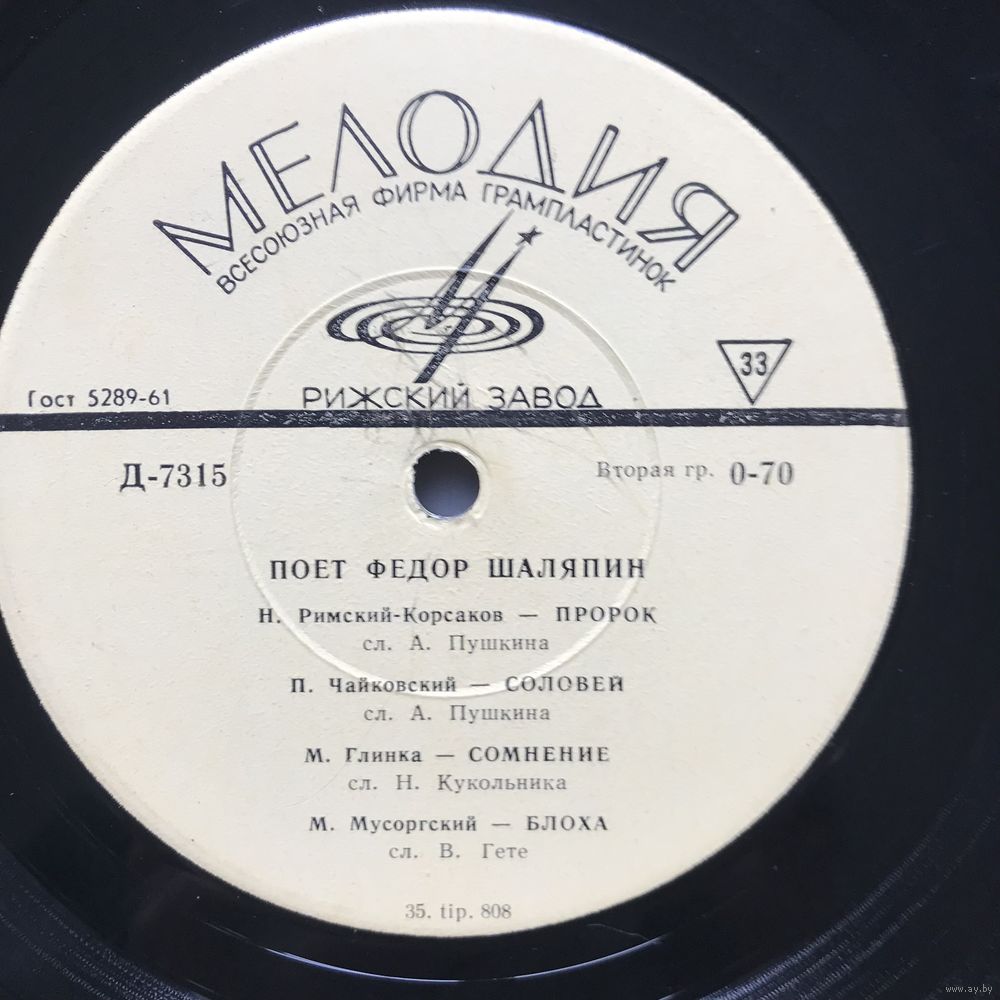 МЕЛОДИЯ
ВСЕСОЮЗНАЯ ФИРМА ГРАМПЛАСТИНОК
33
Гост 5289-61
РИЖСКИЙ ЗАВОД
Д-7315
Вторая гр. 0-70
ПОЕТ ФЕДОР ШАЛЯПИН
Н. Римский-Корсаков — ПРОРОК
сл. А. Пушкина
П. Чайковский — СОЛОВЕЙ
сл. А. Пушкина
М. Глинка — СОМНЕНИЕ
сл. Н. Кукольника
М. Мусоргский — БЛОХА
сл. В. Гете
35. tip. 808
www.ay.by